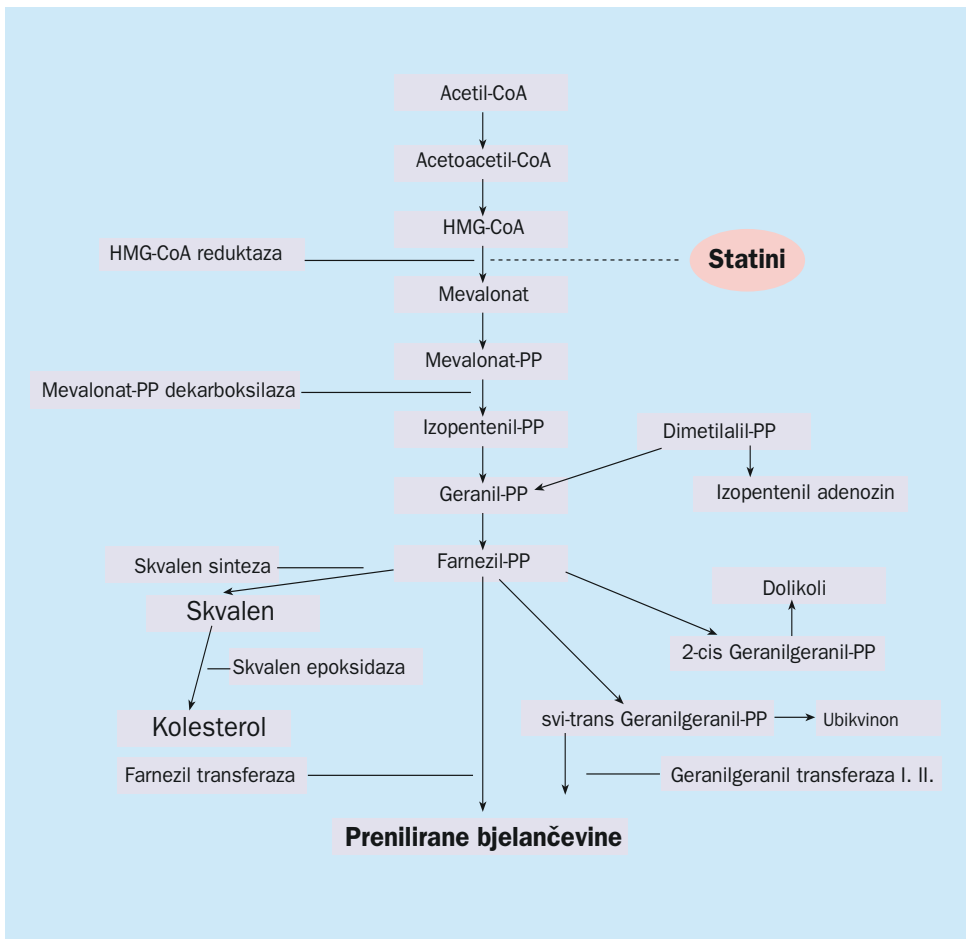 Acetil-CoA
Acetoacetil-CoA
HMG-CoA
HMG-CoA reduktaza
Statini
Mevalonat
Mevalonat-PP
Mevalonat-PP dekarboksilaza
Izopentenil-PP
Dimetilalil-PP
Geranil-PP
Izopentenil adenozin
Farnezil-PP
Skvalen sinteza
Dolikoli
Skvalen
2-cis Geranilgeranil-PP
Skvalen epoksidaza
svi-trans Geranilgeranil-PP
Ubikvinon
Kolesterol
Farnezil transferaza
Geranilgeranil transferaza I. II.
Prenilirane bjelančevine